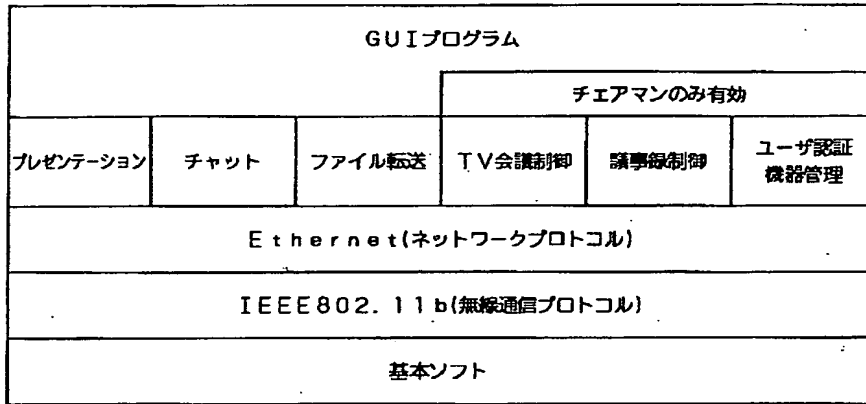 GUIプログラム
チェアマンのみ有効
プレゼンテーション
チャット
ファイル転送
TV会議制御
議事録制御
ユーザ認証
機器管理
Ethernet(ネットワークプロトコル)
IEEE802.11b(無線通信プロトコル)
基本ソフト